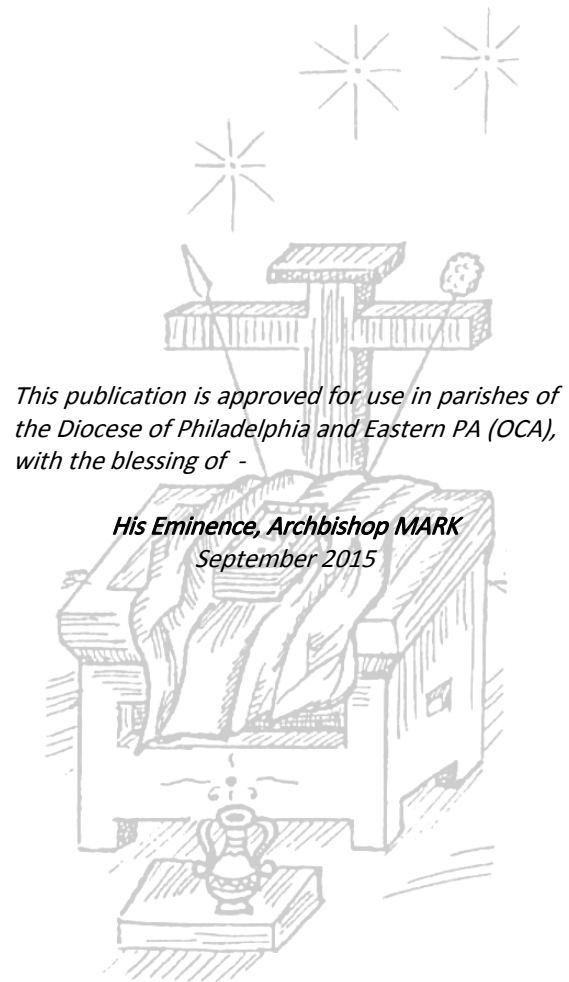 This publication is approved for use in parishes of
the Diocese of Philadelphia and Eastern PA (OCA),
with the blessing of -
His Eminence, Archbishop MARK
September 2015